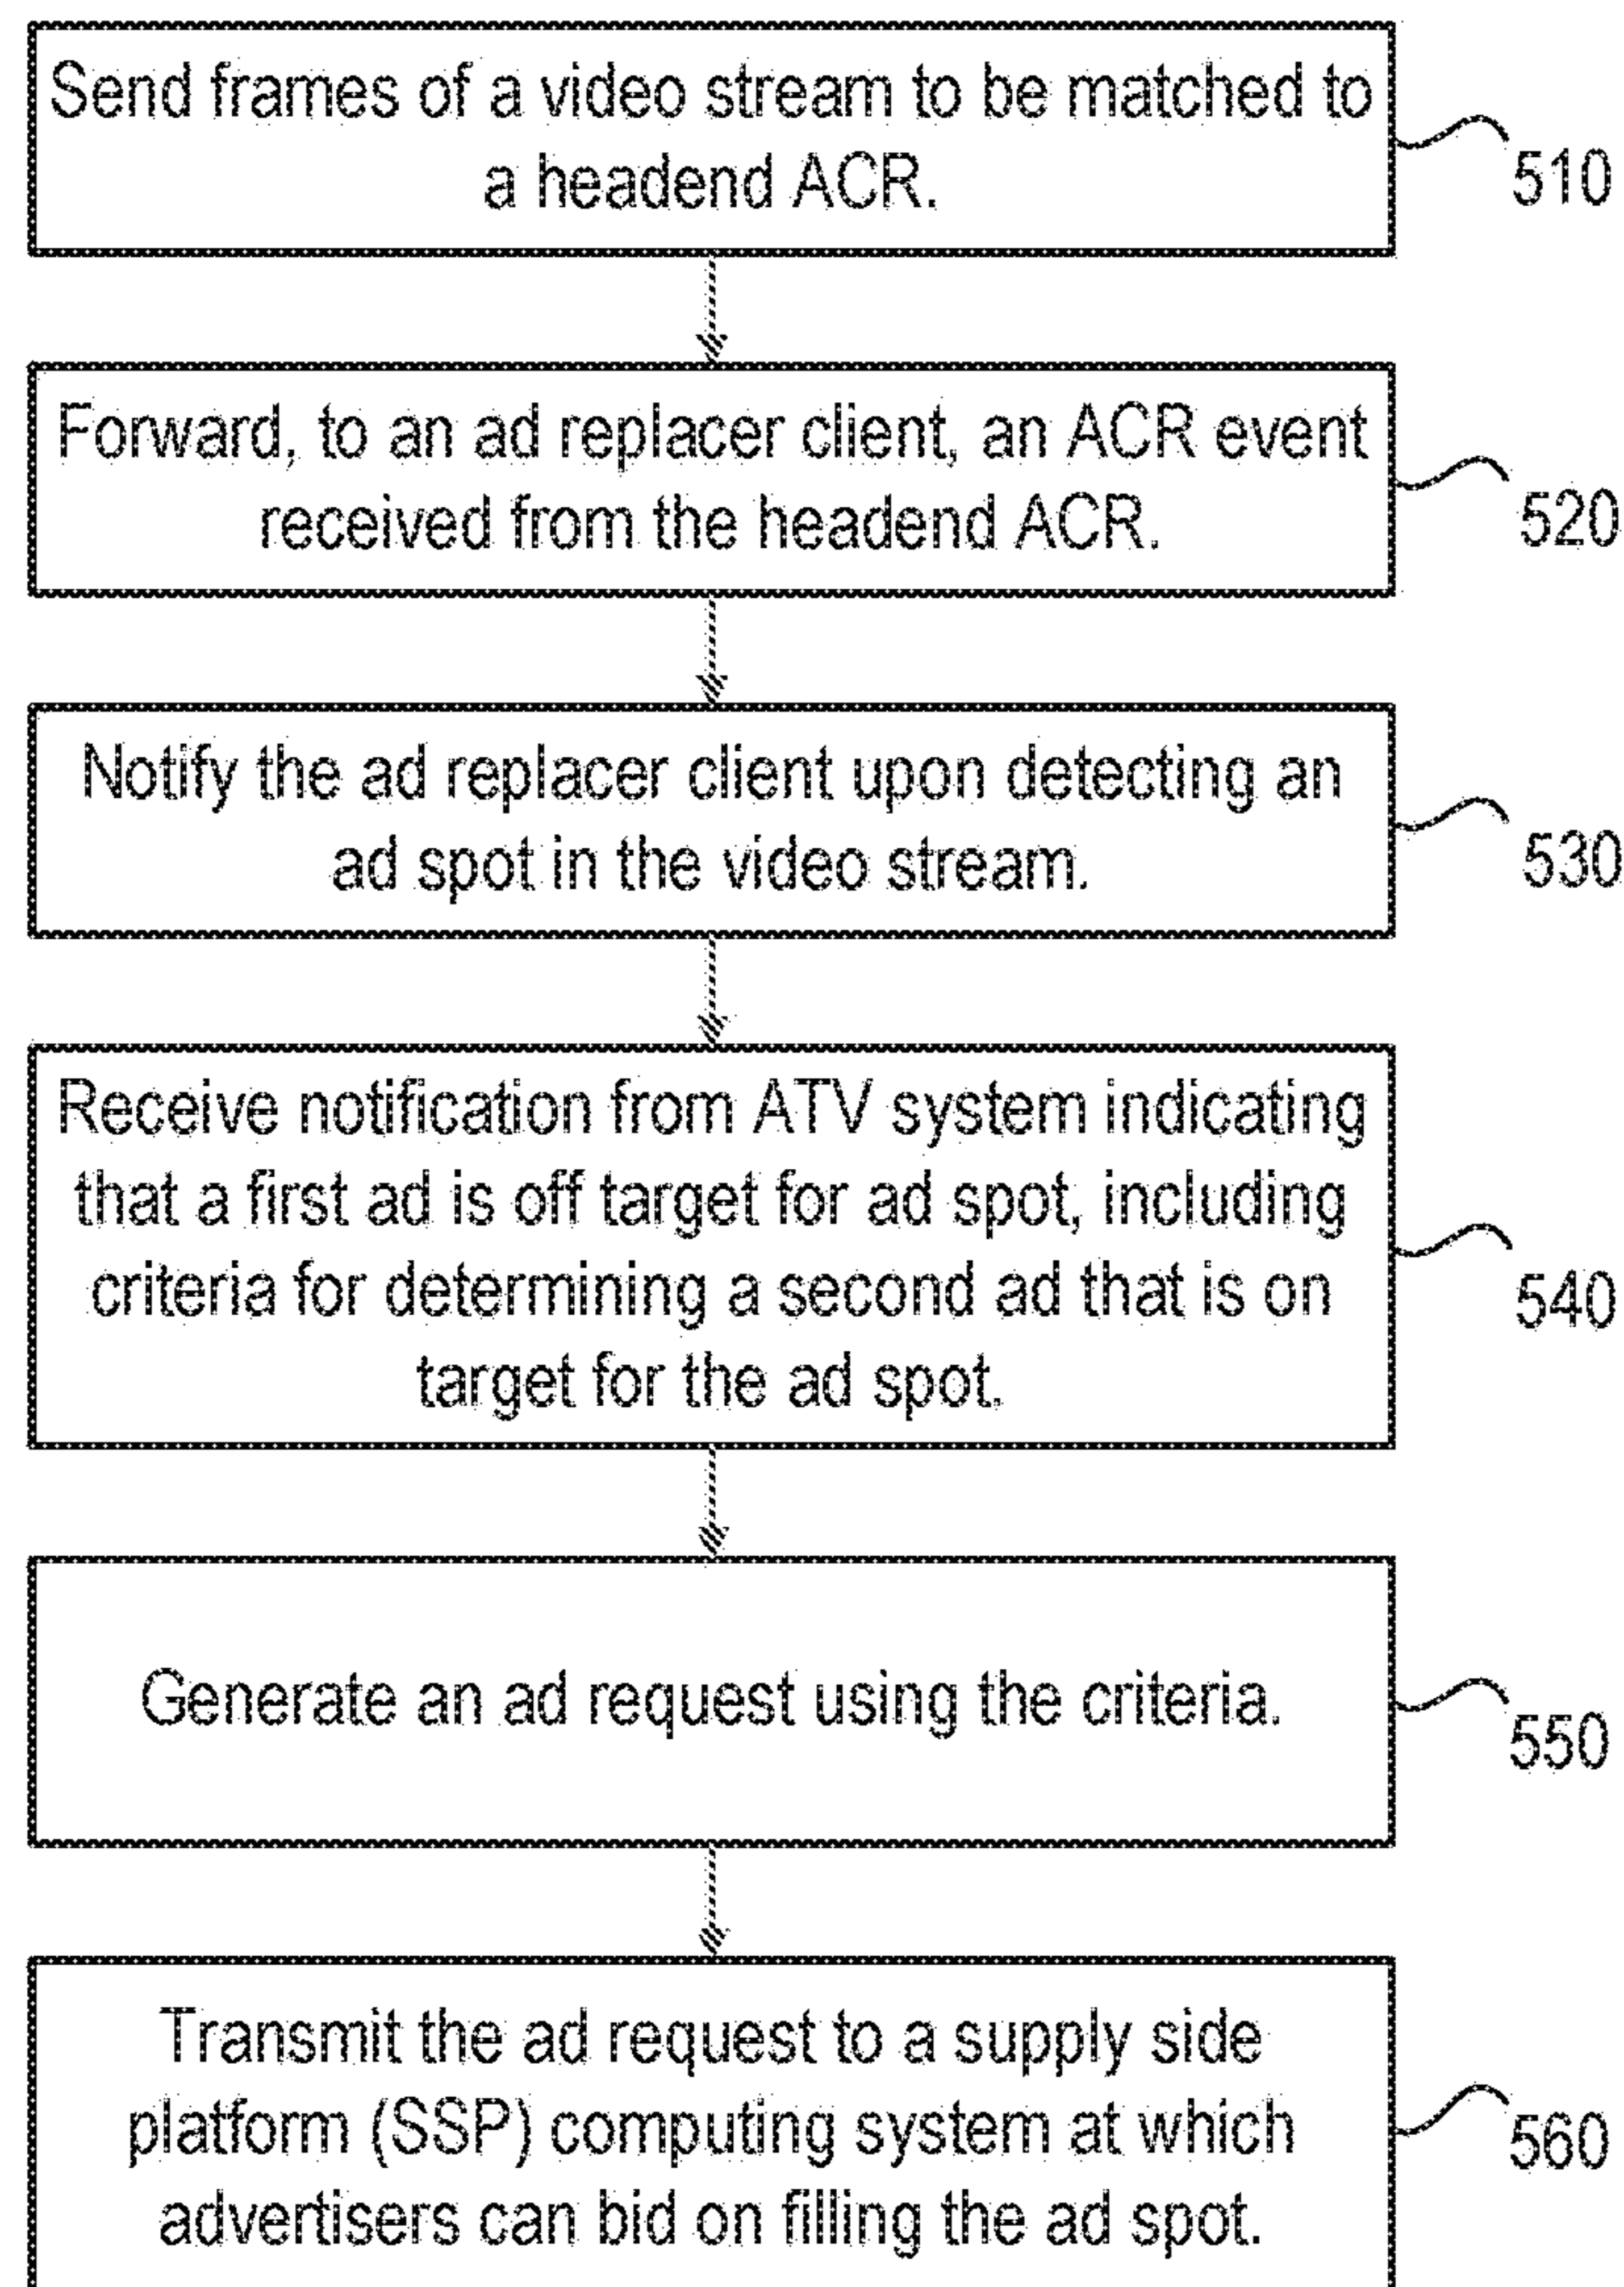 Send frames of a video stream to be matched to
a headend ACR.
510
Forward, to an ad replacer client, an ACR event
received from the headend ACR.
520
Notify the ad replacer client upon detecting an
ad spot in the video stream.
530
Receive notification from ATV system indicating
that a first ad is off target for ad spot, including
criteria for determining a second ad that is on
target for the ad spot.
540
Generate an ad request using the criteria.
550
Transmit the ad request to a supply side
platform (SSP) computing system at which
advertisers can bid on filling the ad spot.
560